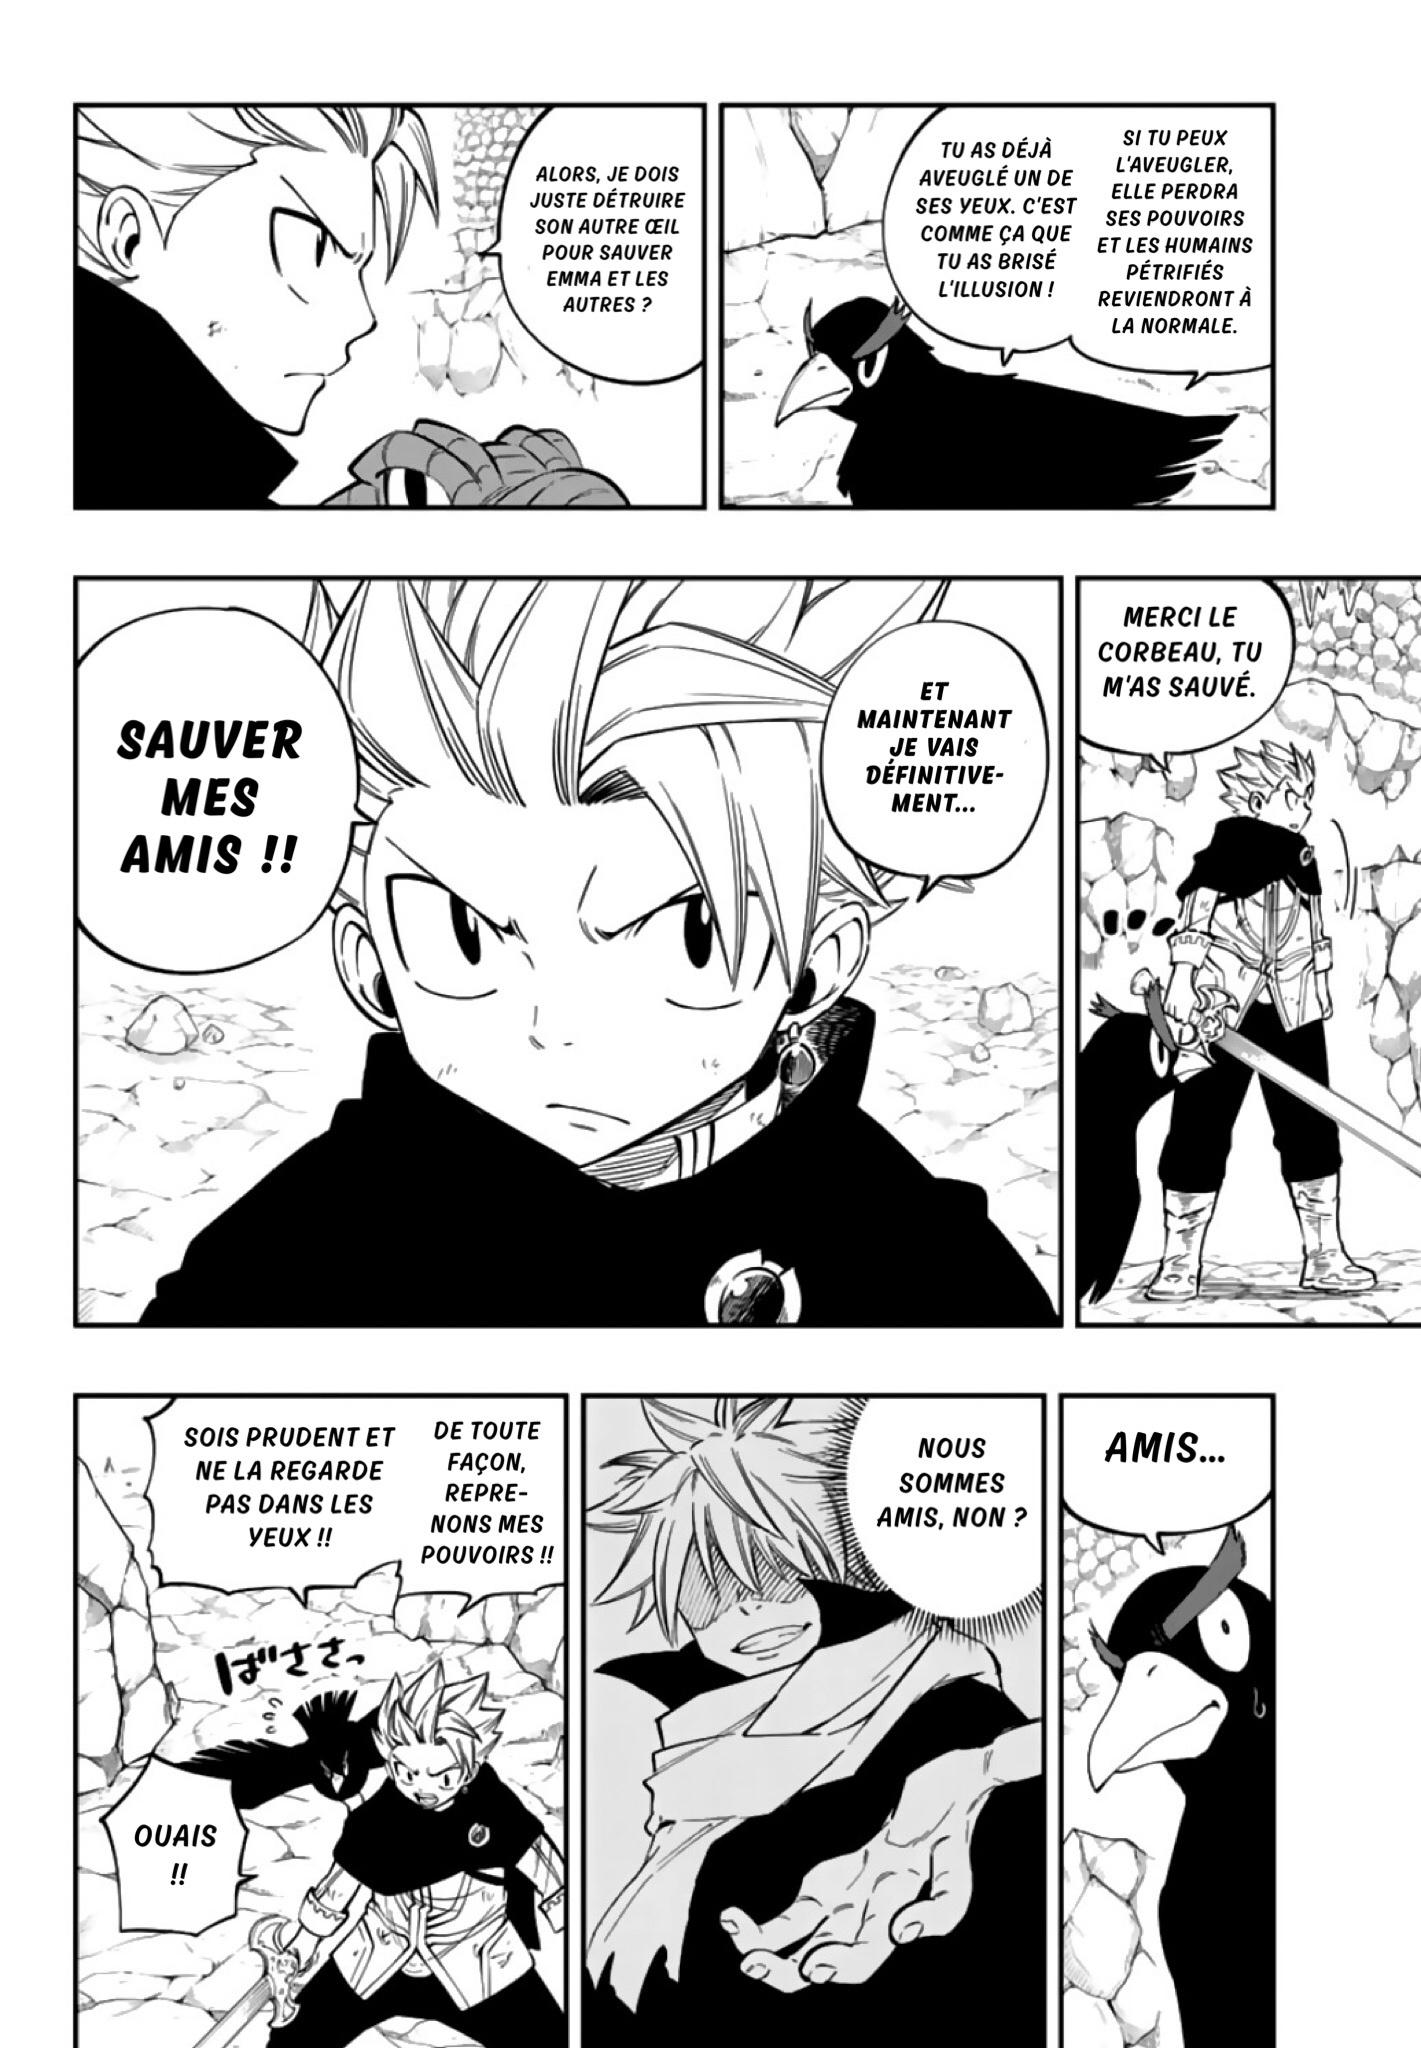 SI TU PEUX
L'AVEUGLER,
ELLE PERDRA
SES POUVOIRS
ET LES HUMAINS
PÉTRIFIÉS
REVIENDRONT À
LA NORMALE.
TU AS DÉJÀ
AVEUGLÉ UN DE
SES YEUX. C'EST
COMME ÇA QUE
TU AS BRISÉ
L'ILLUSION !
ALORS, JE DOIS
JUSTE DÉTRUIRE
SON AUTRE ŒIL
POUR SAUVER
EMMA ET LES
AUTRES ?
MERCI LE
CORBEAU, TU
M'AS SAUVÉ.
ET
MAINTENANT
JE VAIS
DÉFINITIVE-
MENT...
SAUVER
MES
AMIS !!
AMIS...
NOUS
SOMMES
AMIS, NON ?
DE TOUTE
FAÇON,
REPRE-
NONS MES
POUVOIRS !!
SOIS PRUDENT ET
NE LA REGARDE
PAS DANS LES
YEUX !!
ばささっ
OUAIS
!!